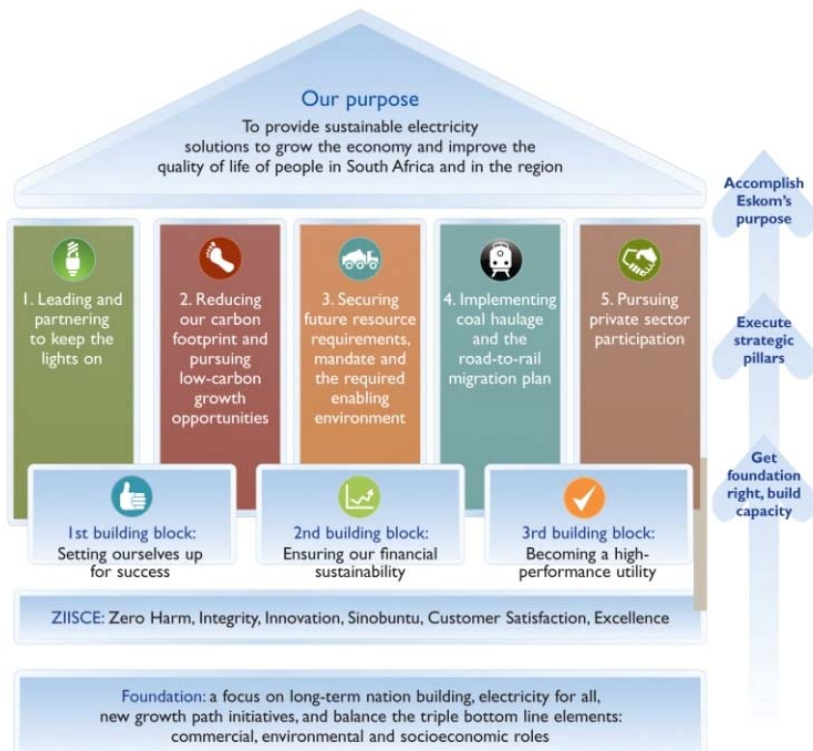 Our purpose
To provide sustainable electricity
solutions to grow the economy and improve the
quality of life of people in South Africa and in the region
Accomplish
Eskom's
purpose
1. Leading and
partnering
to keep the
lights on
2. Reducing
our carbon
footprint and
pursuing
low-carbon
growth
opportunities
3. Securing
future resource
requirements,
mandate and
the required
enabling
environment
4. Implementing
coal haulage
and the
road-to-rail
migration plan
5. Pursuing
private sector
participation
Execute
strategic
pillars
Get
foundation
right, build
capacity
1st building block:
Setting ourselves up
for success
2nd building block:
Ensuring our financial
sustainability
3rd building block:
Becoming a high-
performance utility
ZIISCE: Zero Harm, Integrity, Innovation, Sinobuntu, Customer Satisfaction, Excellence
Foundation: a focus on long-term nation building, electricity for all,
new growth path initiatives, and balance the triple bottom line elements:
commercial, environmental and socioeconomic roles